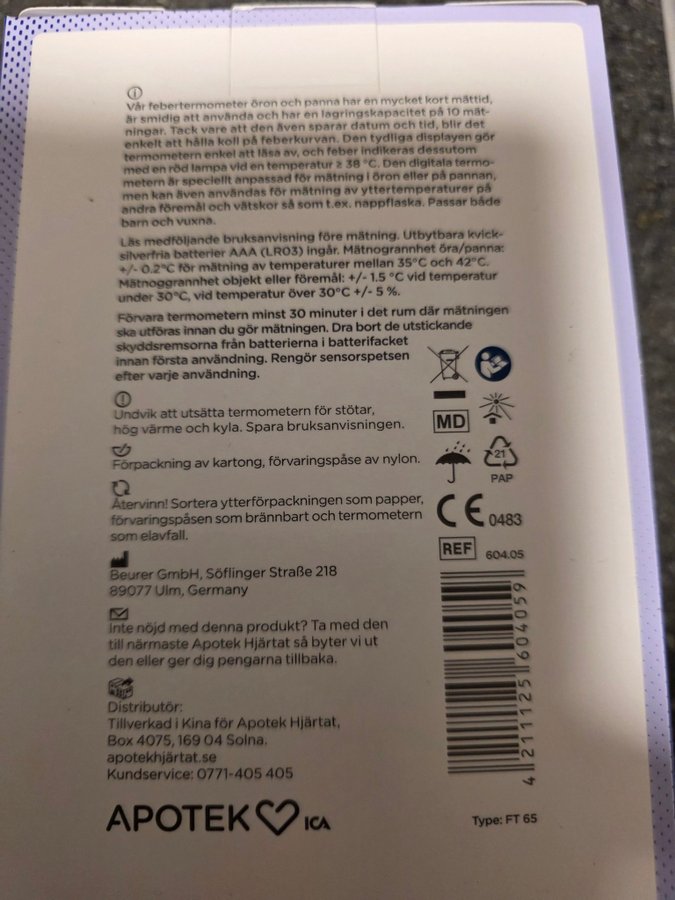 Vår febertermometer öron och panna har en mycket kort mättid,
är smidig att använda och har en lagringskapacitet på 10 mät-
ningar. Tack vare att den även sparar datum och tid, blir det
enkelt att hålla koll på feberkurvan. Den tydliga displayen gör
termometern enkel att läsa av, och feber indikeras dessutom
med en röd lampa vid en temperatur ≥ 38 °C. Den digitala termo-
metern är speciellt anpassad för mätning i öron eller på pannan,
men kan även användas för mätning av yttertemperaturer på
andra föremål och vätskor så som t.ex. nappflaska. Passar både
barn och vuxna.
Läs medföljande bruksanvisning före mätning. Utbytbara kvick-
silverfria batterier AAA (LR03) ingår. Mätnogrannhet öra/panna:
+/- 0.2°C för mätning av temperaturer mellan 35°C och 42°C.
Mätnoggrannhet objekt eller föremål: +/- 1.5 °C vid temperatur
under 30°C, vid temperatur över 30°C +/- 5 %.
Förvara termometern minst 30 minuter i det rum där mätningen
ska utföras innan du gör mätningen. Dra bort de utstickande
skyddsremsorna från batterierna i batterifacket
innan första användning. Rengör sensorspetsen
efter varje användning.
Undvik att utsätta termometern för stötar,
hög värme och kyla. Spara bruksanvisningen.
MD
Förpackning av kartong, förvaringspåse av nylon.
21
PAP
Återvinn! Sortera ytterförpackningen som papper,
förvaringspåsen som brännbart och termometern
som elavfall.
CE 0483
REF 604.05
Beurer GmbH, Söflinger Straße 218
89077 Ulm, Germany
Inte nöjd med denna produkt? Ta med den
till närmaste Apotek Hjärtat så byter vi ut
den eller ger dig pengarna tillbaka.
Distributör:
Tillverkad i Kina för Apotek Hjärtat,
Box 4075, 169 04 Solna.
apotekhjärtat.se
Kundservice: 0771-405 405
4 211125 604059
APOTEK ICA
Type: FT 65